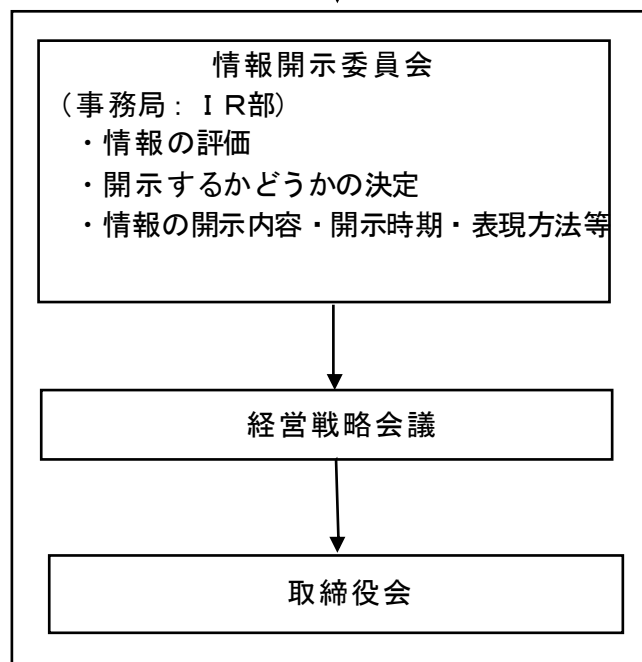 情報開示委員会
（事務局：ＩＲ部）
・情報の評価
・開示するかどうかの決定
・情報の開示内容・開示時期・表現方法等
経営戦略会議
取締役会